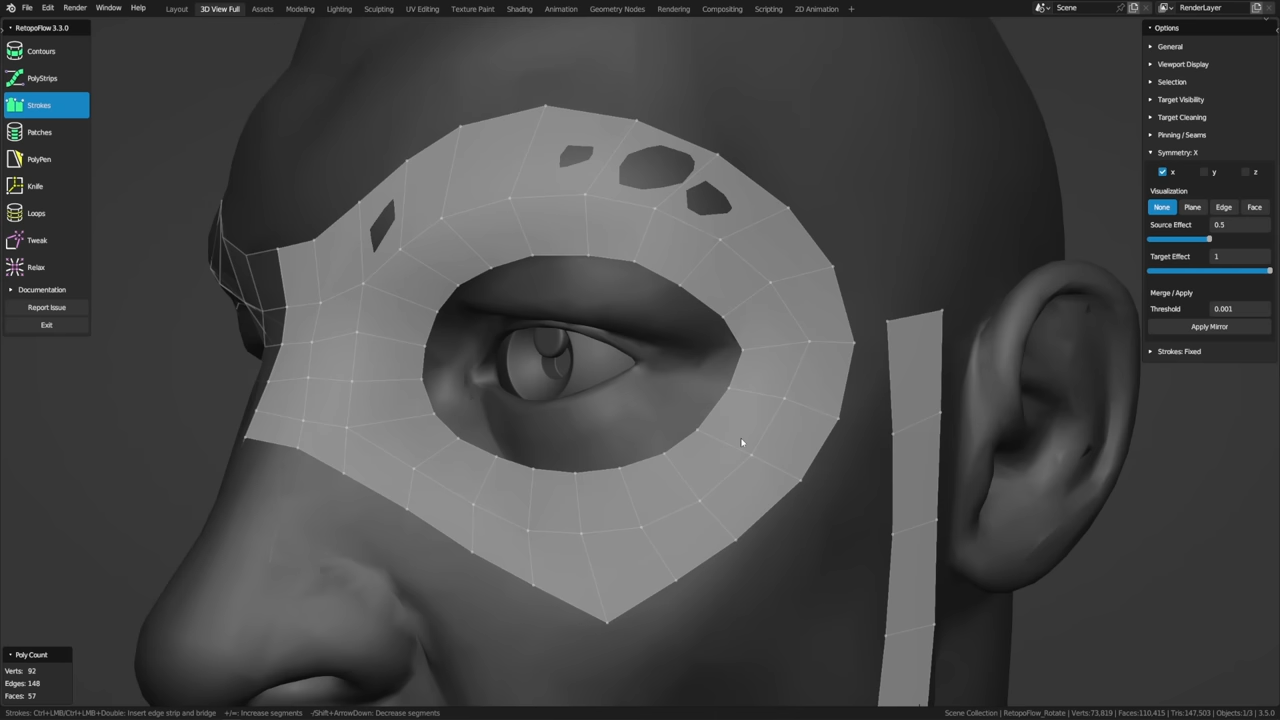 File Edit Render Window Help
Layout 3D View Full Assets Modeling Lighting Sculpting UV Editing Texture Paint Shading Animation Geometry Nodes Rendering Compositing Scripting 2D Animation +
Scene
RenderLayer
RetopoFlow 3.3.0
Contours
PolyStrips
Strokes
Patches
PolyPen
Knife
Loops
Tweak
Relax
Documentation
Report Issue
Exit
Options
General
Viewport Display
Selection
Target Visibility
Target Cleaning
Pinning / Seams
Symmetry: X
x y z
Visualization
None Plane Edge Face
Source Effect 0.5
Target Effect 1
Merge / Apply
Threshold 0.001
Apply Mirror
Strokes: Fixed
Poly Count
Verts: 92
Edges: 148
Faces: 57
Strokes: Ctrl+LMB/Ctrl+LMB+Double: Insert edge strip and bridge +/=: Increase segments -/Shift+ArrowDown: Decrease segments
Scene Collection | RetopoFlow_Rotate | Verts:73,819 | Faces:110,415 | Tris:147,503 | Objects:1/3 | 3.5.0